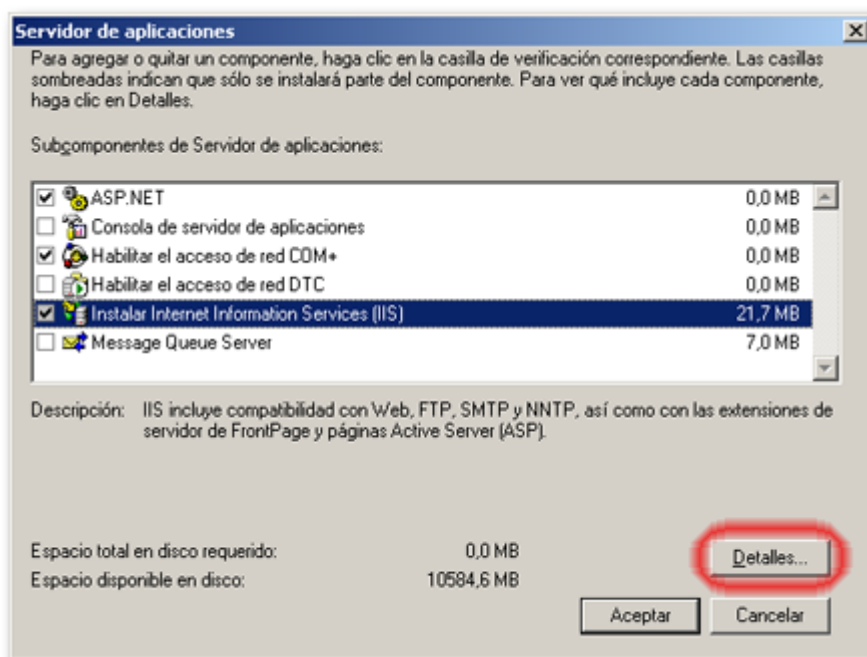 Servidor de aplicaciones
Para agregar o quitar un componente, haga clic en la casilla de verificación correspondiente. Las casillas
sombreadas indican que sólo se instalará parte del componente. Para ver qué incluye cada componente,
haga clic en Detalles.
Subcomponentes de Servidor de aplicaciones:
ASP.NET 0,0 MB
Consola de servidor de aplicaciones 0,0 MB
Habilitar el acceso de red COM+ 0,0 MB
Habilitar el acceso de red DTC 0,0 MB
Instalar Internet Information Services (IIS) 21,7 MB
Message Queue Server 7,0 MB
Descripción: IIS incluye compatibilidad con Web, FTP, SMTP y NNTP, así como con las extensiones de
servidor de FrontPage y páginas Active Server (ASP).
Espacio total en disco requerido: 0,0 MB
Detalles...
Espacio disponible en disco: 10584,6 MB
Aceptar Cancelar